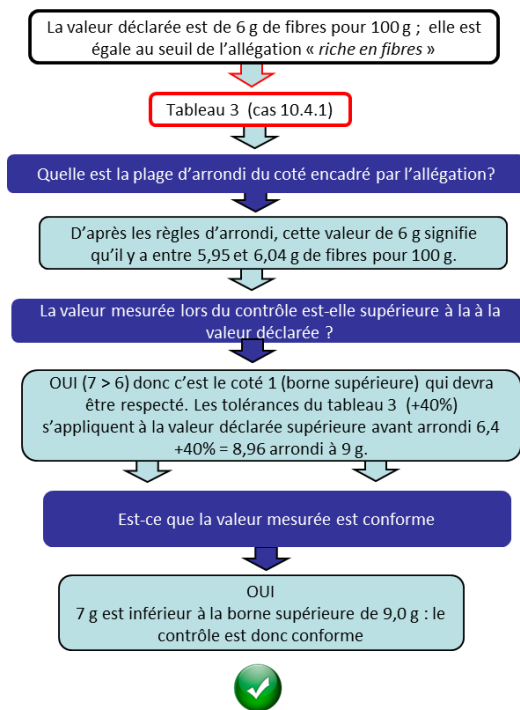 La valeur déclarée est de 6 g de fibres pour 100 g ; elle est
égale au seuil de l’allégation « riche en fibres »
Tableau 3 (cas 10.4.1)
Quelle est la plage d’arrondi du coté encadré par l’allégation?
D’après les règles d’arrondi, cette valeur de 6 g signifie
qu’il y a entre 5,95 et 6,04 g de fibres pour 100 g.
La valeur mesurée lors du contrôle est-elle supérieure à la à la
valeur déclarée ?
OUI (7 > 6) donc c’est le coté 1 (borne supérieure) qui devra
être respecté. Les tolérances du tableau 3 (+40%)
s’appliquent à la valeur déclarée supérieure avant arrondi 6,4
+40% = 8,96 arrondi à 9 g.
Est-ce que la valeur mesurée est conforme
OUI
7 g est inférieur à la borne supérieure de 9,0 g : le
contrôle est donc conforme